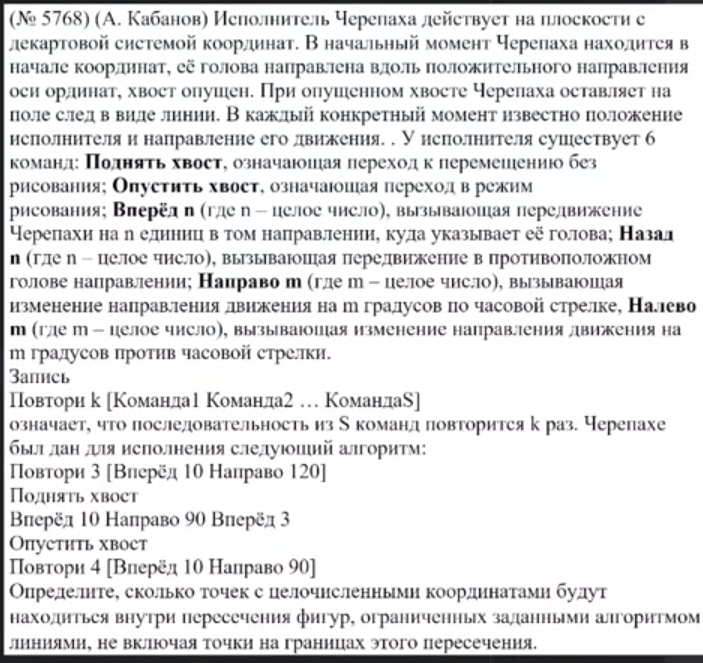 (№ 5768) (А. Кабанов) Исполнитель Черепаха действует на плоскости с
декартовой системой координат. В начальный момент Черепаха находится в
начале координат, её голова направлена вдоль положительного направления
оси ординат, хвост опущен. При опущенном хвосте Черепаха оставляет на
поле след в виде линии. В каждый конкретный момент известно положение
исполнителя и направление его движения. . У исполнителя существует 6
команд: Поднять хвост, означающая переход к перемещению без
рисования; Опустить хвост, означающая переход в режим
рисования; Вперёд n (где n – целое число), вызывающая передвижение
Черепахи на n единиц в том направлении, куда указывает её голова; Назад
n (где n – целое число), вызывающая передвижение в противоположном
голове направлении; Направо m (где m – целое число), вызывающая
изменение направления движения на m градусов по часовой стрелке, Налево
m (где m – целое число), вызывающая изменение направления движения на
m градусов против часовой стрелки.
Запись
Повтори k [Команда1 Команда2 … КомандаS]
означает, что последовательность из S команд повторится k раз. Черепахе
был дан для исполнения следующий алгоритм:
Повтори 3 [Вперёд 10 Направо 120]
Поднять хвост
Вперёд 10 Направо 90 Вперёд 3
Опустить хвост
Повтори 4 [Вперёд 10 Направо 90]
Определите, сколько точек с целочисленными координатами будут
находиться внутри пересечения фигур, ограниченных заданными алгоритмом
линиями, не включая точки на границах этого пересечения.